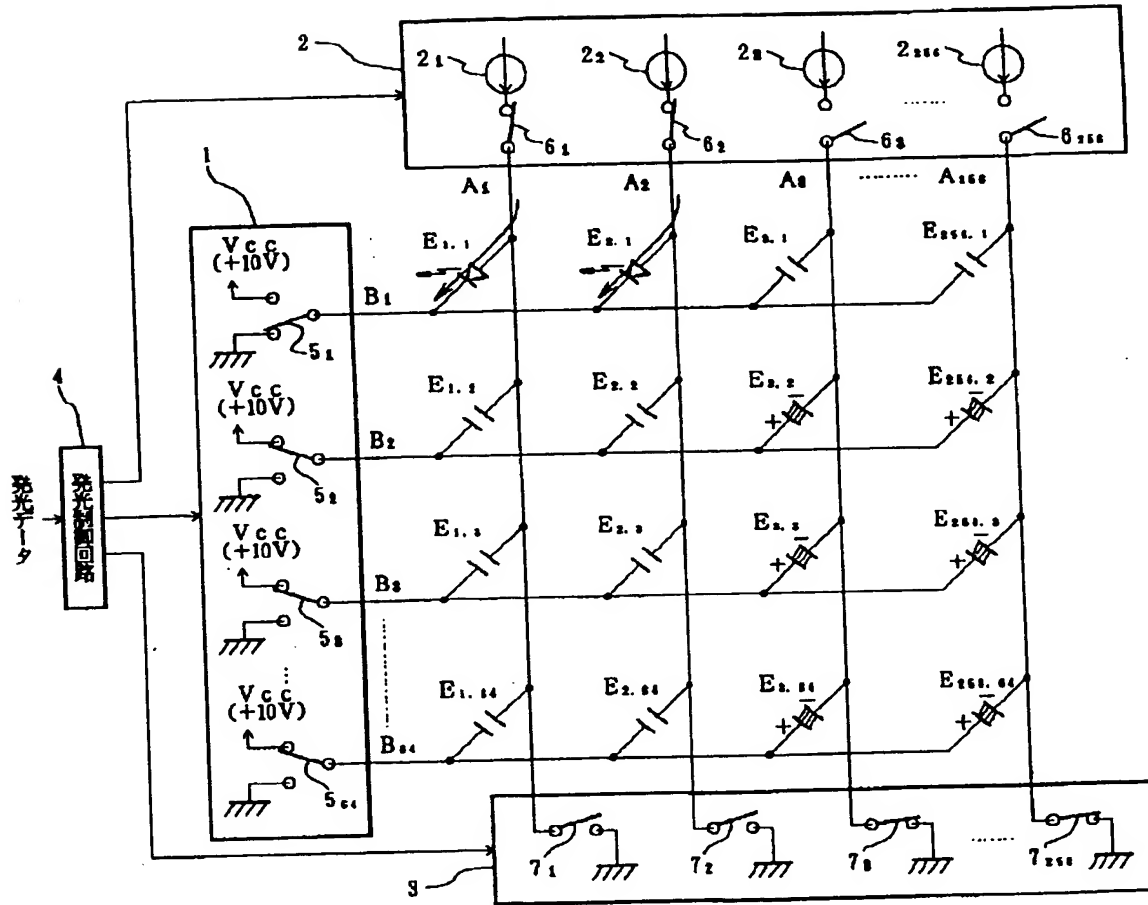 2
2₁ 2₂ 2₃ 2₂₅₆
6₁ 6₂ 6₃ 6₂₅₆
A₁ A₂ A₃ A₂₅₆
1
Vcc
(+10V)
5₁
B₁
E₁.₁ E₂.₁ E₃.₁ E₂₅₆.₁
Vcc
(+10V)
5₂
B₂
E₁.₂ E₂.₂ E₃.₂ E₂₅₆.₂
+ − + −
4
発光データ
発光制御回路
Vcc
(+10V)
5₃
B₃
E₁.₃ E₂.₃ E₃.₃ E₂₅₆.₃
+ − + −
Vcc
(+10V)
5₆₄
B₆₄
E₁.₆₄ E₂.₆₄ E₃.₆₄ E₂₅₆.₆₄
+ − + −
7₁ 7₂ 7₃ 7₂₅₆
3